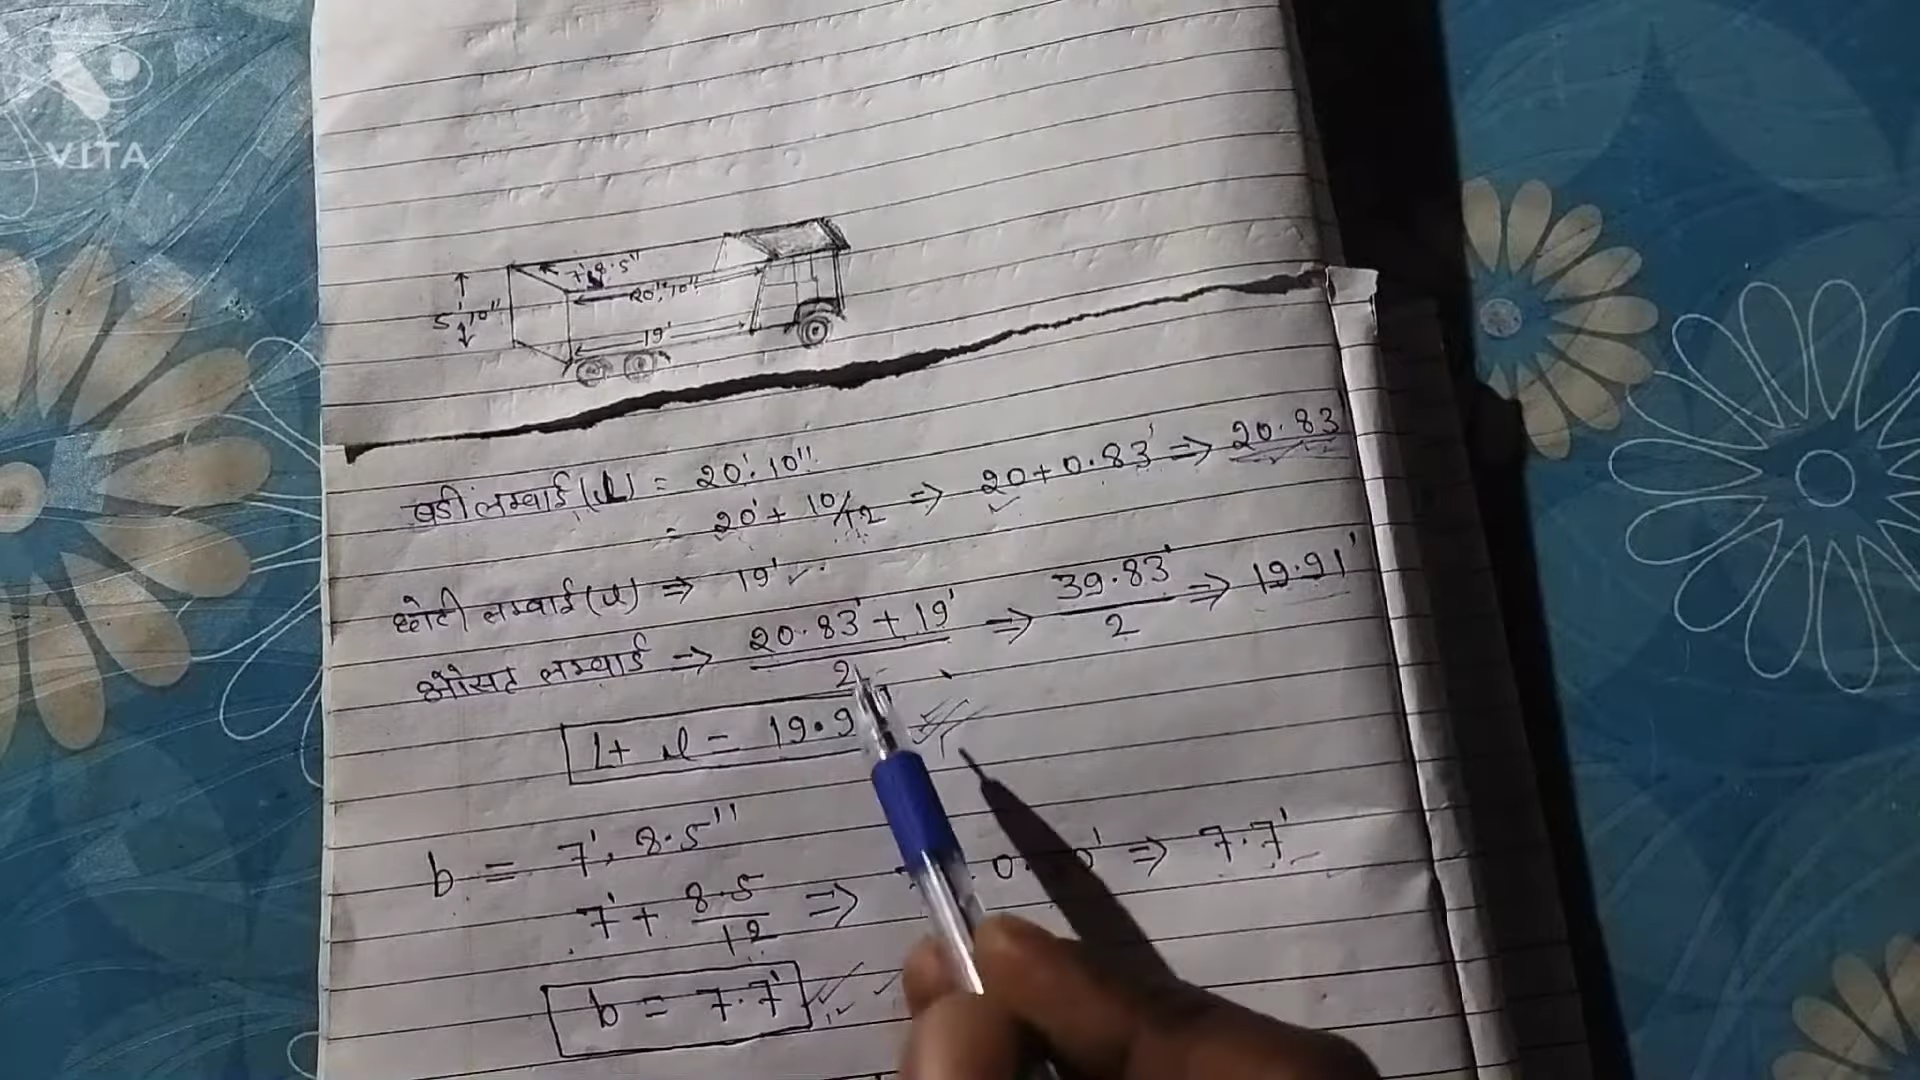 VITA
7'8.5"
20'.10"
5'.10"
19'
बडी लम्बाई (L) = 20'.10"
= 20' + 10/12 ⇒ 20 + 0.83' ⇒ 20.83
छोटी लम्बाई (l) ⇒ 19'
औसट लम्बाई ⇒ 20.83' + 19' / 2 ⇒ 39.83' / 2 ⇒ 19.91'
L + l = 19.9
b = 7', 8.5"
7' + 8.5 / 12 ⇒ ⇒ 7.7'
b = 7.7'